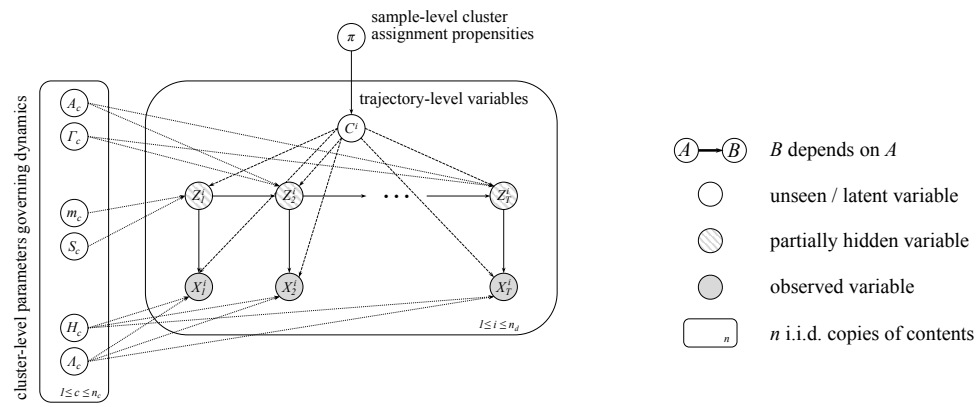 sample-level cluster
assignment propensities
π
cluster-level parameters governing dynamics
trajectory-level variables
A_c
Γ_c
m_c
S_c
H_c
Λ_c
1 ≤ c ≤ n_c
C^i
Z_1^i
Z_2^i
• • •
Z_T^i
X_1^i
X_2^i
X_T^i
1 ≤ i ≤ n_d
A B B depends on A
unseen / latent variable
partially hidden variable
observed variable
n n i.i.d. copies of contents